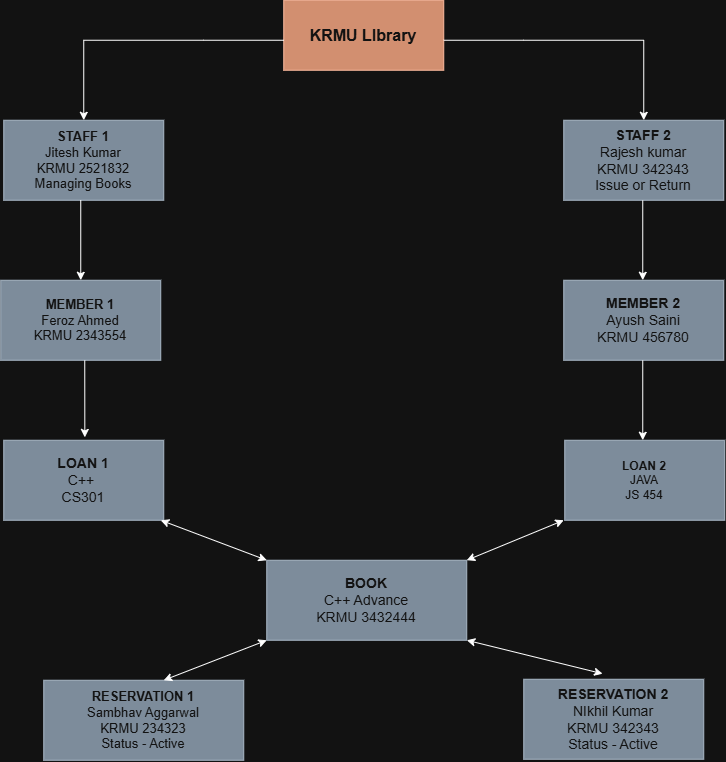 KRMU LIbrary
STAFF 1
Jitesh Kumar
KRMU 2521832
Managing Books
STAFF 2
Rajesh kumar
KRMU 342343
Issue or Return
MEMBER 1
Feroz Ahmed
KRMU 2343554
MEMBER 2
Ayush Saini
KRMU 456780
LOAN 1
C++
CS301
LOAN 2
JAVA
JS 454
BOOK
C++ Advance
KRMU 3432444
RESERVATION 1
Sambhav Aggarwal
KRMU 234323
Status - Active
RESERVATION 2
NIkhil Kumar
KRMU 342343
Status - Active